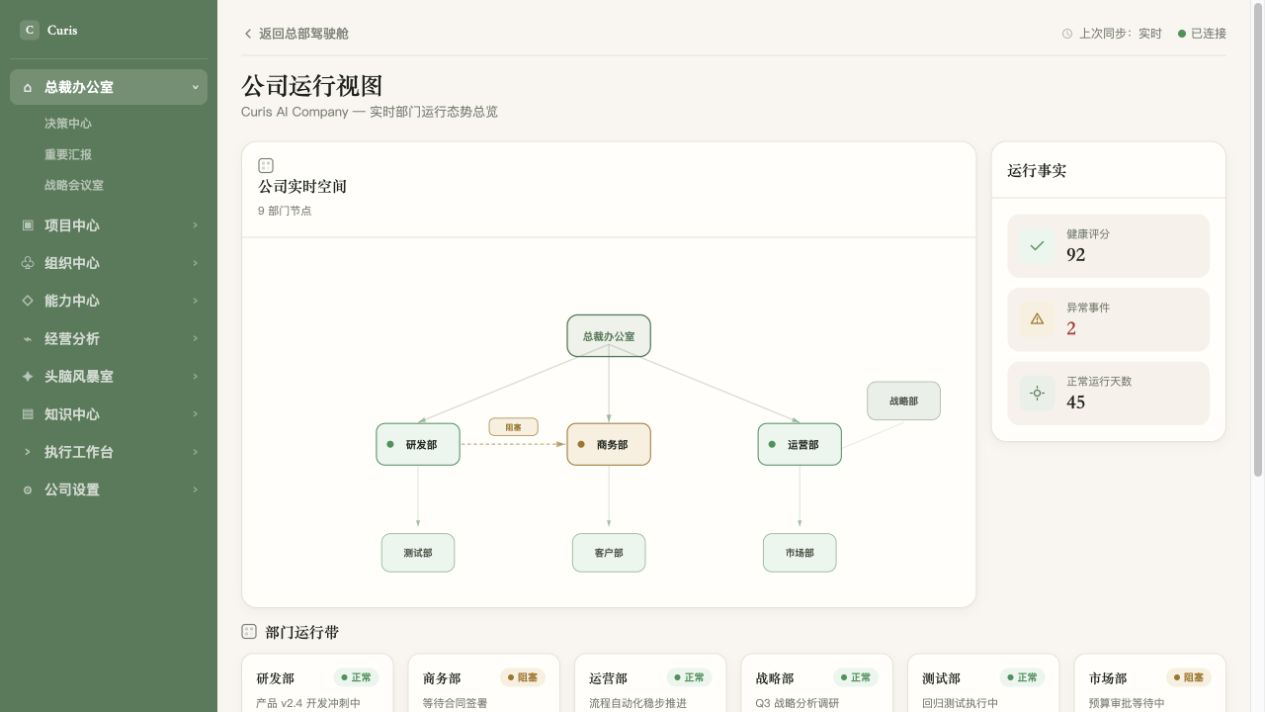 C Curis
总裁办公室
决策中心
重要汇报
战略会议室
项目中心
组织中心
能力中心
经营分析
头脑风暴室
知识中心
执行工作台
公司设置
返回总部驾驶舱
上次同步：实时
已连接
公司运行视图
Curis AI Company — 实时部门运行态势总览
公司实时空间
9 部门节点
总裁办公室
战略部
研发部
阻塞
商务部
运营部
测试部
客户部
市场部
运行事实
健康评分
92
异常事件
2
正常运行天数
45
部门运行带
研发部 正常
产品 v2.4 开发冲刺中
商务部 阻塞
等待合同签署
运营部 正常
流程自动化稳步推进
战略部 正常
Q3 战略分析调研
测试部 正常
回归测试执行中
市场部 阻塞
预算审批等待中